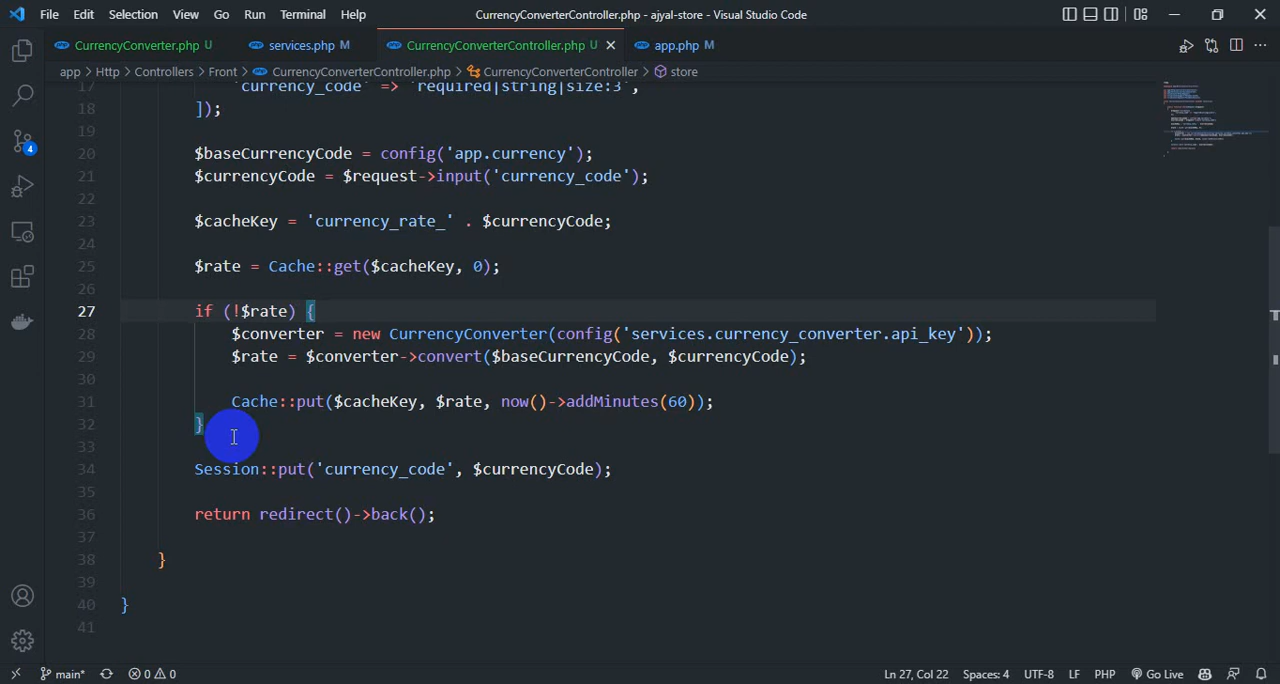 File Edit Selection View Go Run Terminal Help CurrencyConverterController.php - ajyal-store - Visual Studio Code
CurrencyConverter.php U services.php M CurrencyConverterController.php U app.php M
app > Http > Controllers > Front > CurrencyConverterController.php > CurrencyConverterController > store
17 'currency_code' => 'required|string|size:3',
18 ]);
19
20 $baseCurrencyCode = config('app.currency');
21 $currencyCode = $request->input('currency_code');
22
23 $cacheKey = 'currency_rate_' . $currencyCode;
24
25 $rate = Cache::get($cacheKey, 0);
26
27 if (!$rate) {
28 $converter = new CurrencyConverter(config('services.currency_converter.api_key'));
29 $rate = $converter->convert($baseCurrencyCode, $currencyCode);
30
31 Cache::put($cacheKey, $rate, now()->addMinutes(60));
32 }
33
34 Session::put('currency_code', $currencyCode);
35
36 return redirect()->back();
37
38 }
39
40 }
41
4
main* 0 0 Ln 27, Col 22 Spaces: 4 UTF-8 LF PHP Go Live